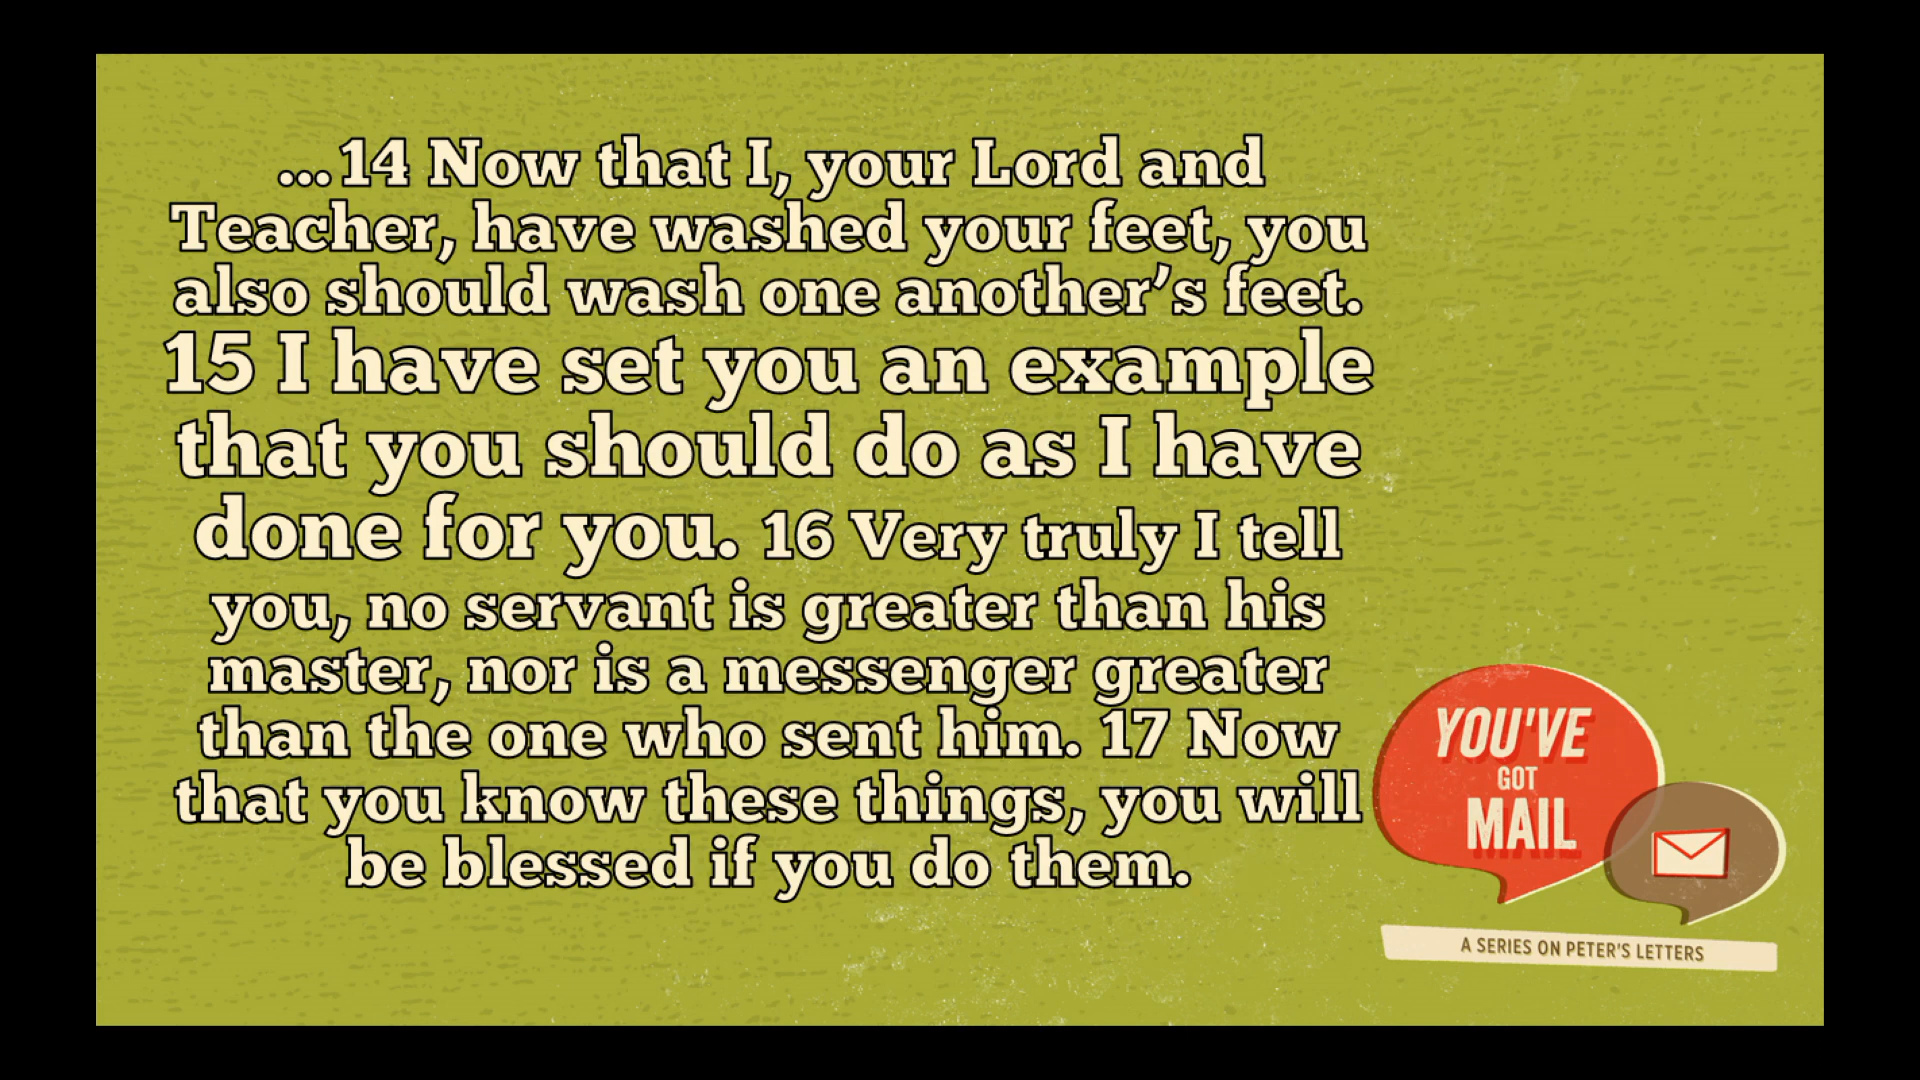 ...14 Now that I, your Lord and
Teacher, have washed your feet, you
also should wash one another’s feet.
15 I have set you an example
that you should do as I have
done for you. 16 Very truly I tell
you, no servant is greater than his
master, nor is a messenger greater
than the one who sent him. 17 Now
that you know these things, you will
be blessed if you do them.
YOU'VE
GOT
MAIL
A SERIES ON PETER'S LETTERS